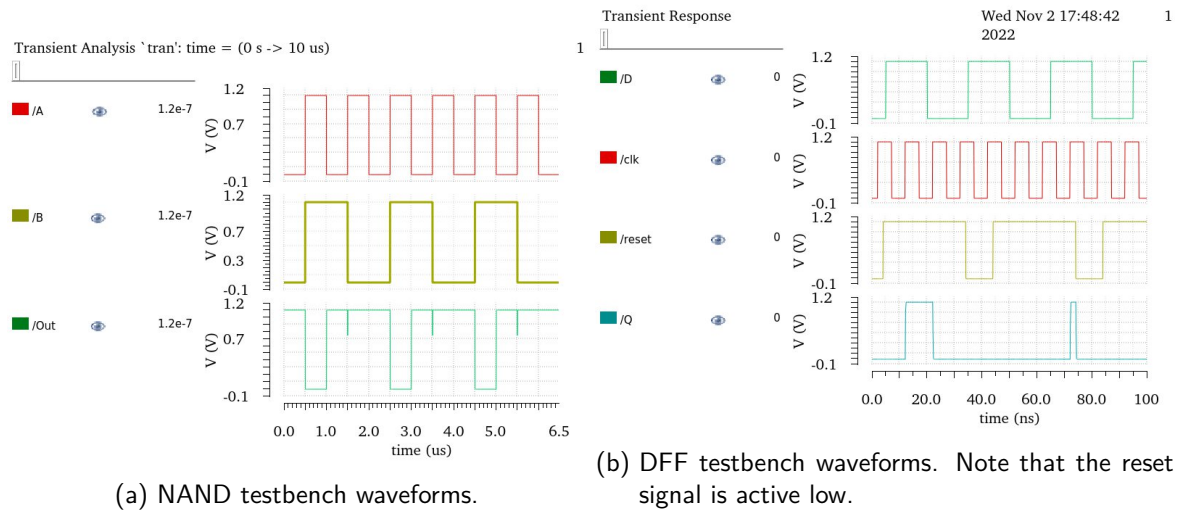 Transient Analysis `tran': time = (0 s -> 10 us)
1
/A
1.2e-7
V (V)
1.2
0.7
-0.1
/B
1.2e-7
V (V)
1.2
0.7
0.3
-0.1
/Out
1.2e-7
V (V)
1.2
0.7
-0.1
0.0 1.0 2.0 3.0 4.0 5.0 6.5
time (us)
(a) NAND testbench waveforms.
Transient Response
Wed Nov 2 17:48:42
2022
1
/D
0
V (V)
1.2
-0.1
/clk
0
V (V)
1.2
-0.1
/reset
0
V (V)
1.2
-0.1
/Q
0
V (V)
1.2
-0.1
0.0 20.0 40.0 60.0 80.0 100
time (ns)
(b) DFF testbench waveforms. Note that the reset
signal is active low.